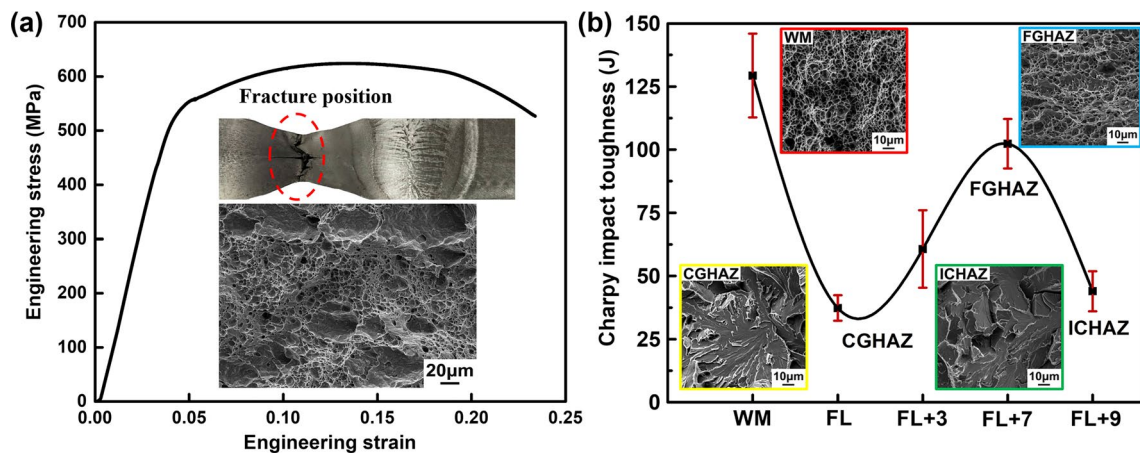 (a)
700
600
500
400
300
200
100
0
Engineering stress (MPa)
Fracture position
20μm
0.00 0.05 0.10 0.15 0.20 0.25
Engineering strain
(b)
150
125
100
75
50
25
0
Charpy impact toughness (J)
WM
10μm
FGHAZ
10μm
FGHAZ
CGHAZ
10μm
CGHAZ
ICHAZ
10μm
ICHAZ
WM FL FL+3 FL+7 FL+9